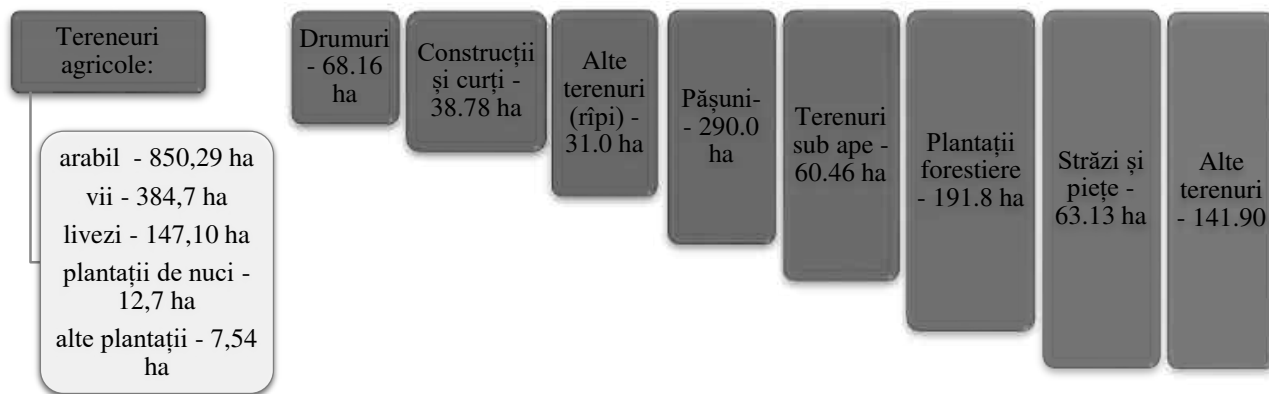 Tereneuri
agricole:
arabil - 850,29 ha
vii - 384,7 ha
livezi - 147,10 ha
plantații de nuci -
12,7 ha
alte plantații - 7,54
ha
Drumuri
- 68.16
ha
Construcții
și curți -
38.78 ha
Alte
terenuri
(rîpi) -
31.0 ha
Pășuni-
- 290.0
ha
Terenuri
sub ape -
60.46 ha
Plantații
forestiere
- 191.8 ha
Străzi și
piețe -
63.13 ha
Alte
terenuri
- 141.90